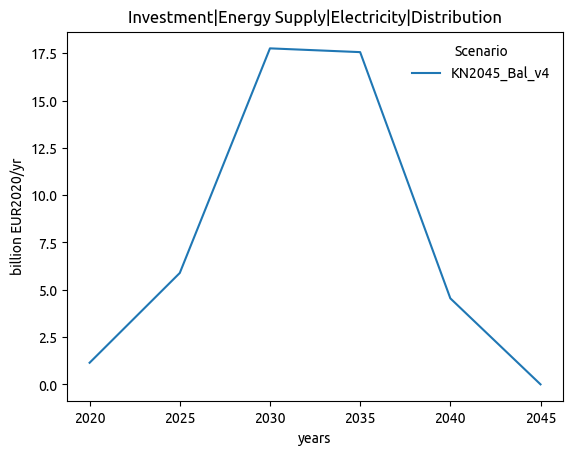 Investment|Energy Supply|Electricity|Distribution
Scenario
KN2045_Bal_v4
billion EUR2020/yr
17.5
15.0
12.5
10.0
7.5
5.0
2.5
0.0
2020 2025 2030 2035 2040 2045
years